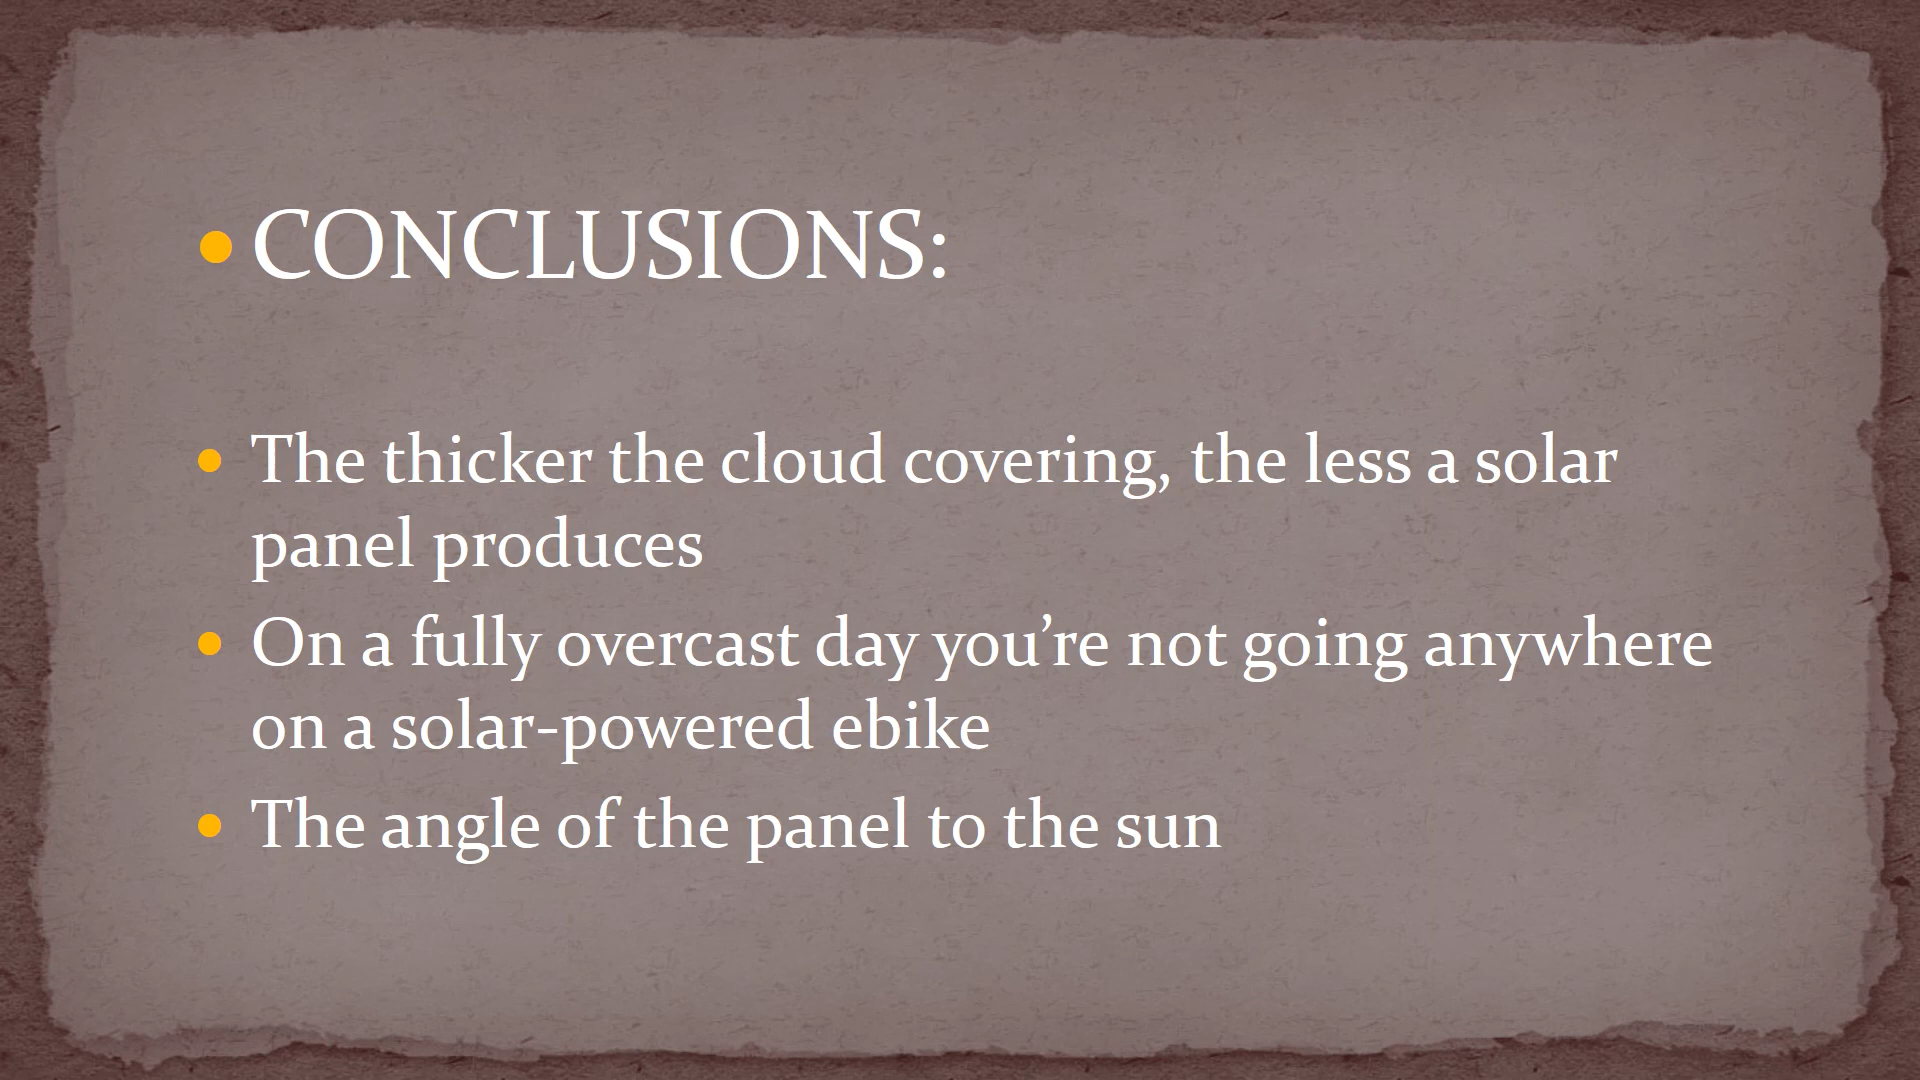 • CONCLUSIONS:
• The thicker the cloud covering, the less a solar
panel produces
• On a fully overcast day you’re not going anywhere
on a solar-powered ebike
• The angle of the panel to the sun